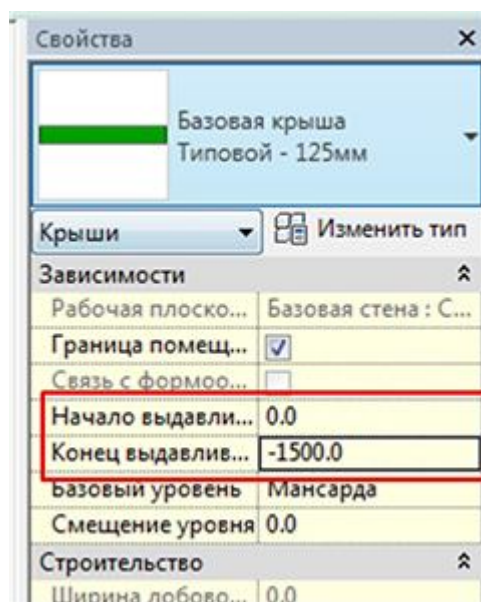 Свойства
Базовая крыша
Типовой - 125мм
Крыши Изменить тип
Зависимости
Рабочая плоско... Базовая стена : С...
Граница помещ...
Связь с формоо...
Начало выдавли... 0.0
Конец выдавлив... -1500.0
Базовый уровень Мансарда
Смещение уровня 0.0
Строительство
Ширина лобово... 0.0